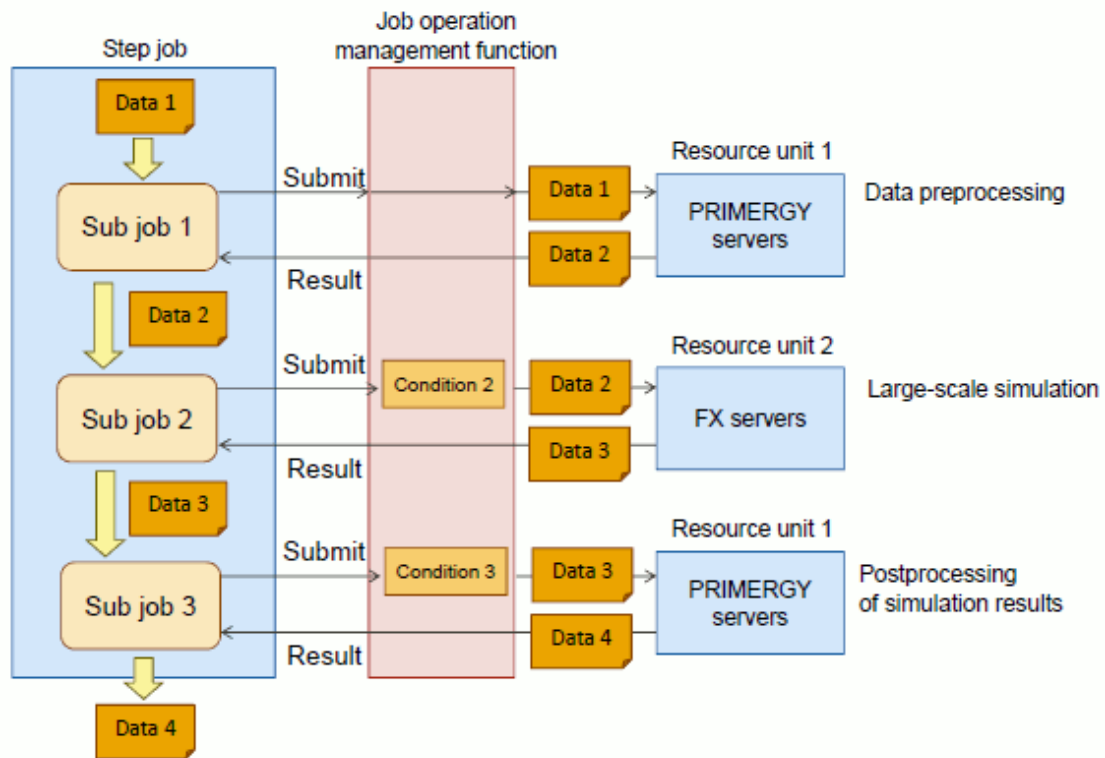 Job operation
management function
Step job
Data 1
Submit
Data 1
Resource unit 1
PRIMERGY
servers
Data preprocessing
Sub job 1
Data 2
Result
Data 2
Submit
Condition 2
Data 2
Resource unit 2
FX servers
Large-scale simulation
Sub job 2
Data 3
Result
Data 3
Submit
Condition 3
Data 3
Resource unit 1
PRIMERGY
servers
Postprocessing
of simulation results
Sub job 3
Data 4
Result
Data 4